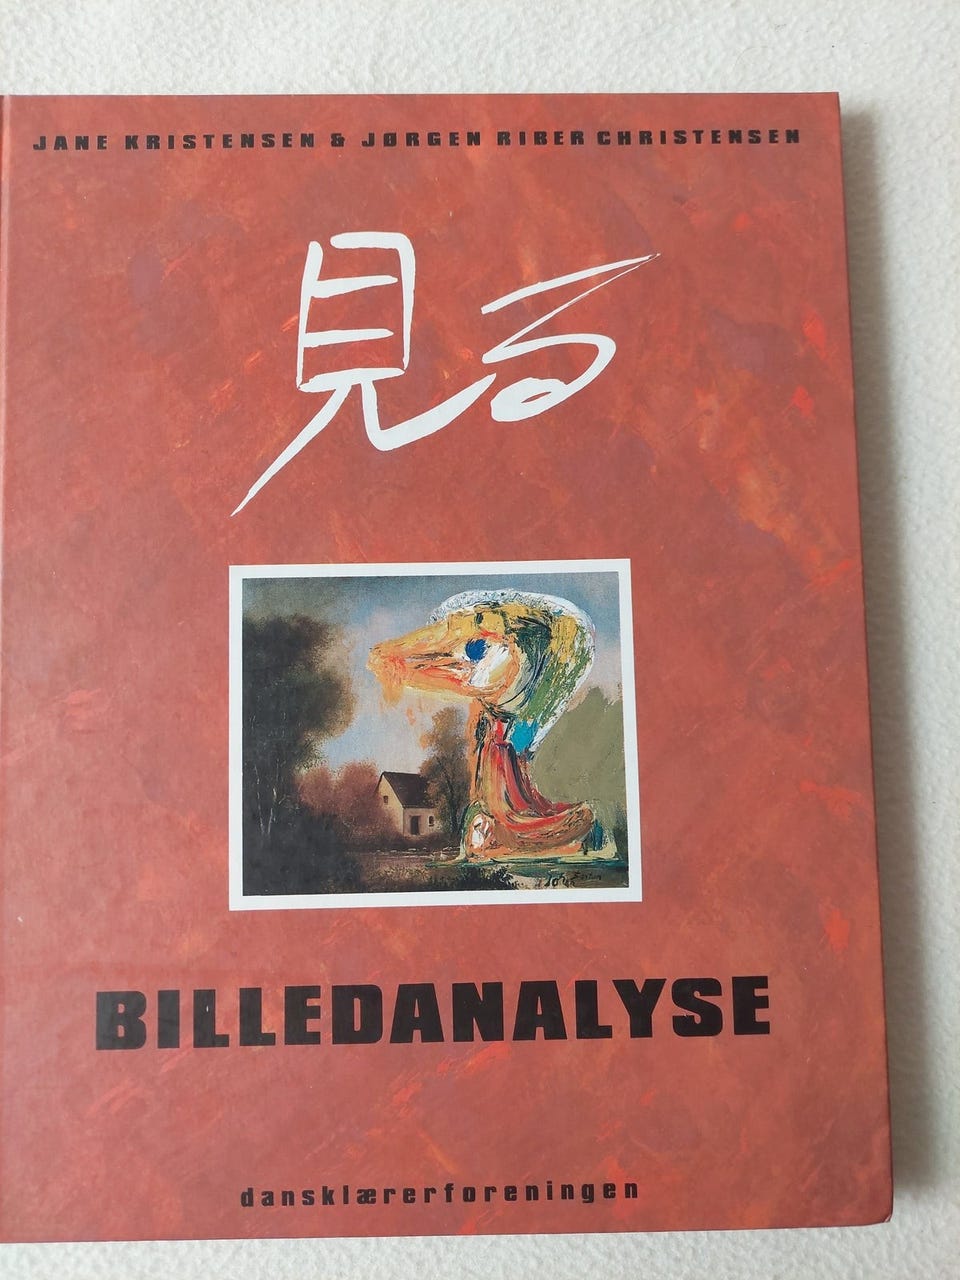 JANE KRISTENSEN & JØRGEN RIBER CHRISTENSEN
見る
BILLEDANALYSE
dansklærerforeningen